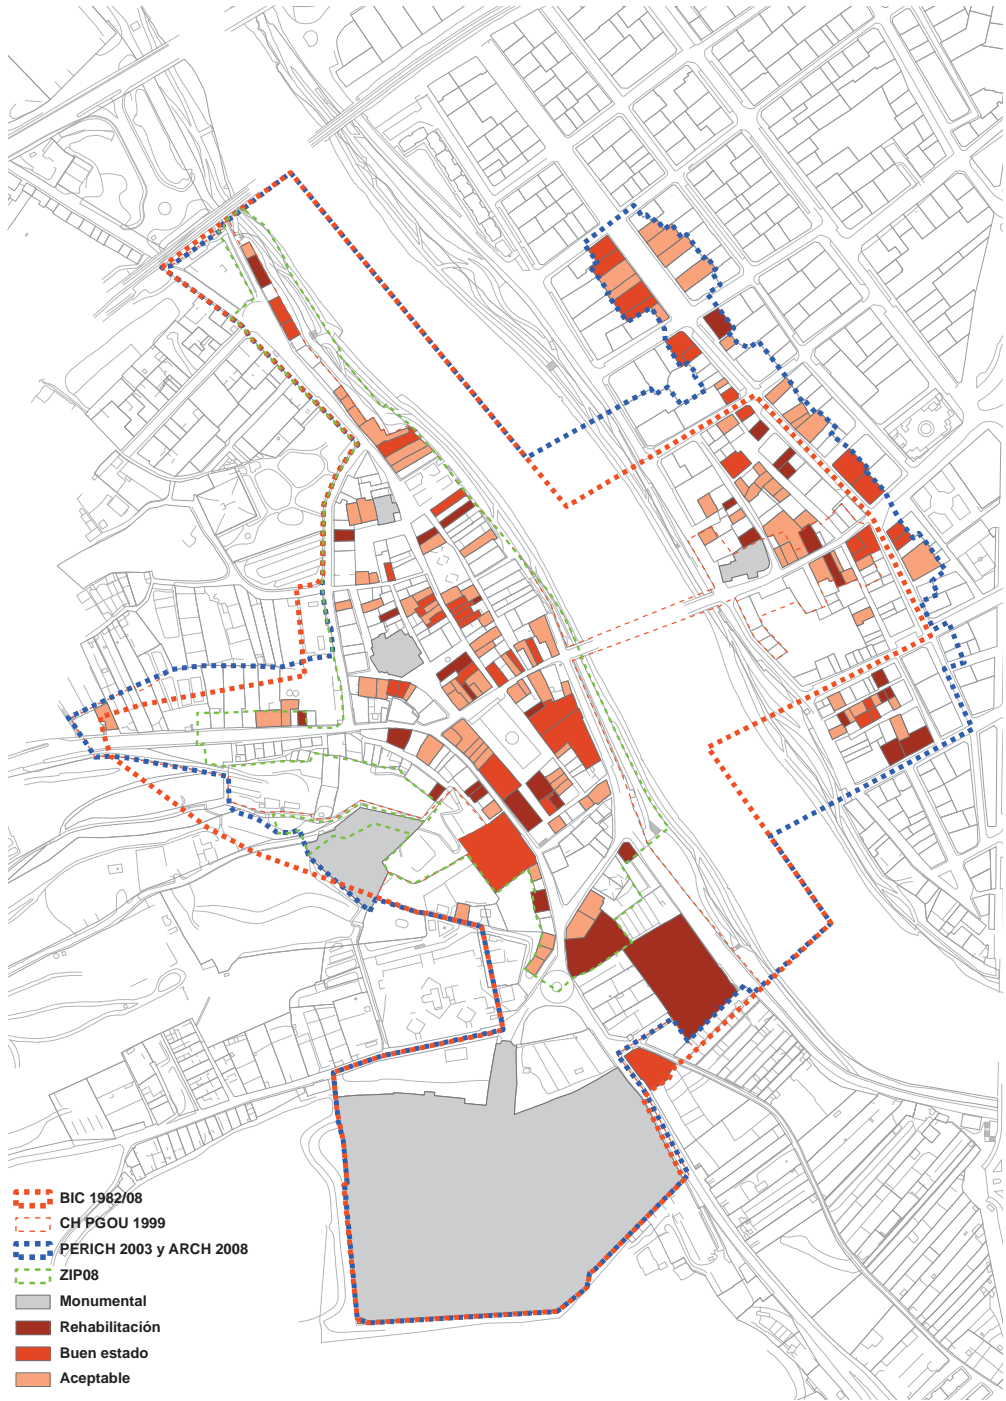 BIC 1982/08
CH PGOU 1999
PERICH 2003 y ARCH 2008
ZIP08
Monumental
Rehabilitación
Buen estado
Aceptable